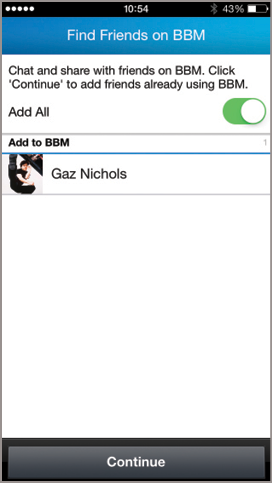 10:54 43%
Find Friends on BBM
Chat and share with friends on BBM. Click
'Continue' to add friends already using BBM.
Add All
Add to BBM 1
Gaz Nichols
Continue